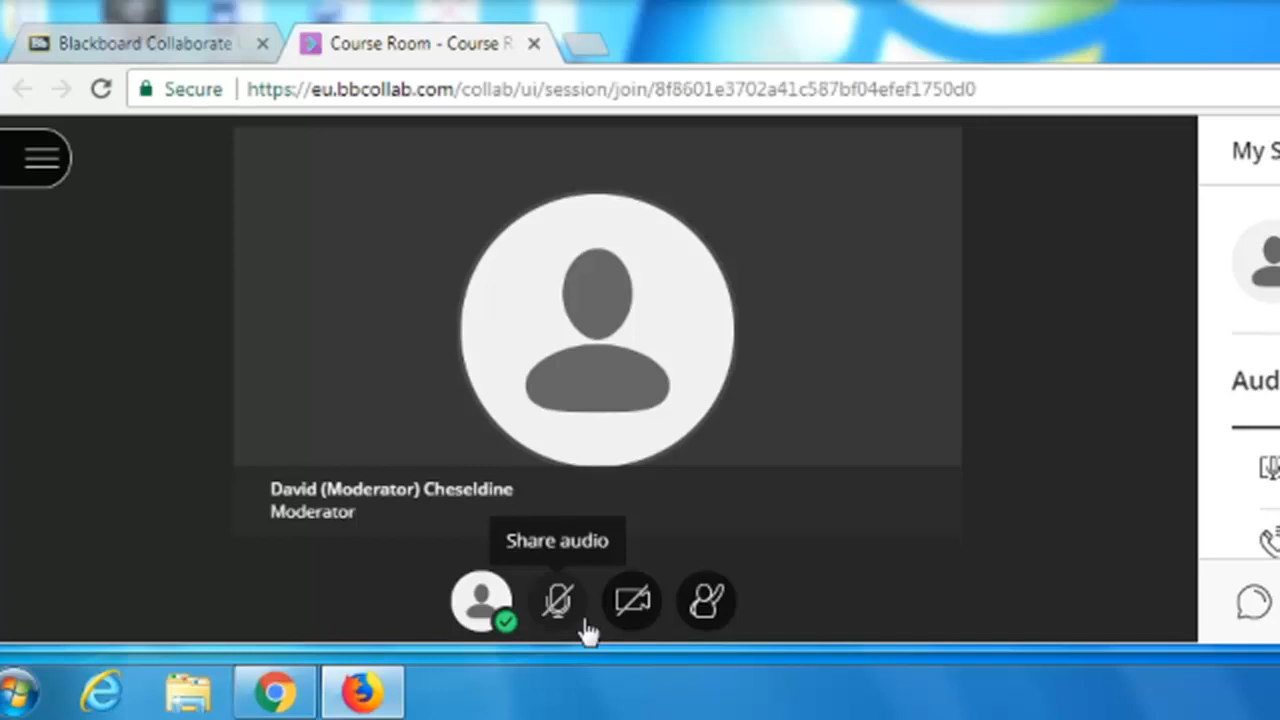 Blackboard Collaborate
Course Room - Course R
Secure
https://eu.bbcollab.com/collab/ui/session/join/8f8601e3702a41c587bf04efef1750d0
My S
Aud
David (Moderator) Cheseldine
Moderator
Share audio